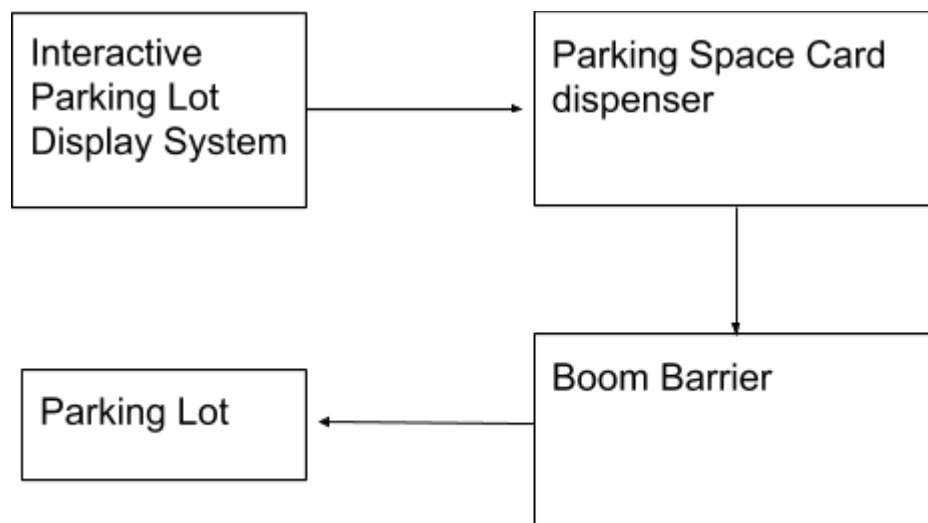 Interactive
Parking Lot
Display System
Parking Space Card
dispenser
Boom Barrier
Parking Lot